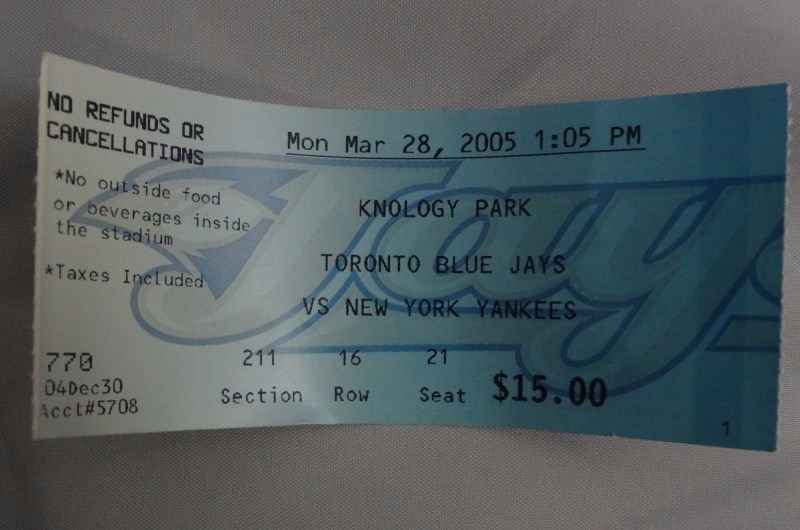 NO REFUNDS OR
CANCELLATIONS
*No outside food
or beverages inside
the stadium
*Taxes Included
770
04Dec30
Acct#5708
Mon Mar 28, 2005 1:05 PM
KNOLOGY PARK
TORONTO BLUE JAYS
VS NEW YORK YANKEES
211 16 21
Section Row Seat $15.00
1
Jays